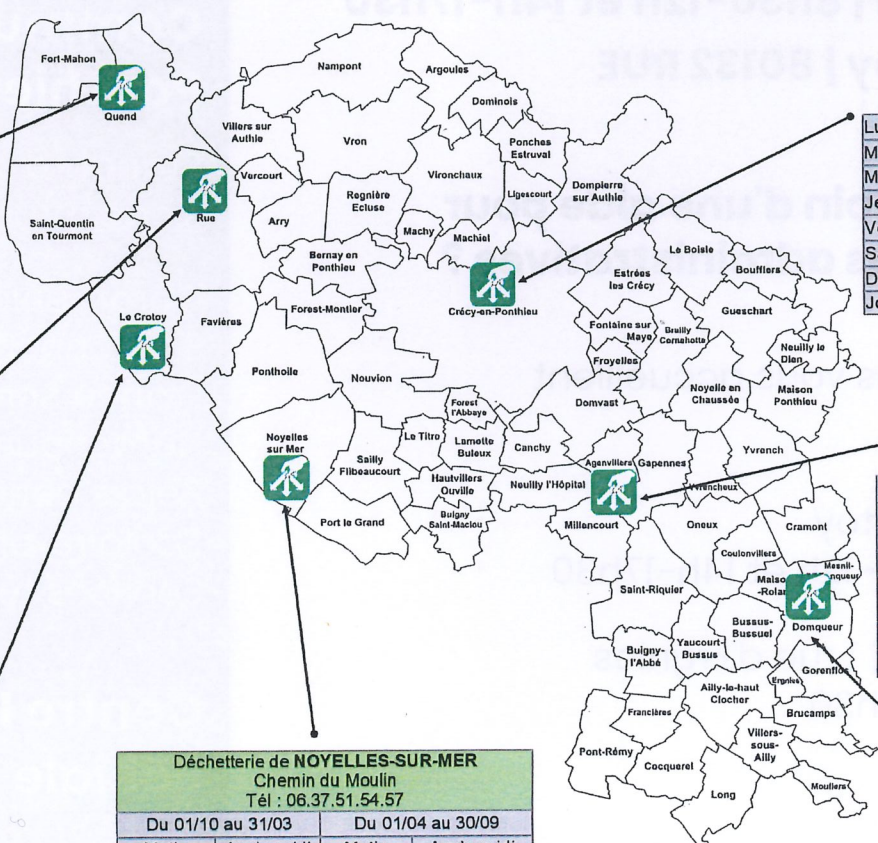 Fort-Mahon
Quend
Nampont
Argoules
Dominois
Villers sur
Authie
Vron
Ponches
Estruval
Vercourt
Vironchaux
Rue
Regnière
Ecluse
Ligescourt
Dompierre
sur Authie
Saint-Quentin
en Tourmont
Arry
Machy
Machiel
Bernay en
Ponthieu
Le Boisle
Estrées
lès Crécy
Boufflers
Crécy-en-Ponthieu
Le Crotoy
Favières
Forest-Montier
Gueschart
Fontaine sur
Maye
Brailly
Cornehotte
Neuilly le
Dien
Froyelles
Ponthoile
Nouvion
Noyelle en
Chaussée
Maison
Ponthieu
Forest
l'Abbaye
Domvast
Noyelles
sur Mer
Le Titre
Lamotte
Buleux
Canchy
Yvrench
Sailly
Flibeaucourt
Agenvillers
Gapennes
Hautvillers
Ouville
Neuilly l'Hôpital
Yvrencheux
Port le Grand
Buigny
Saint-Maclou
Millencourt
Oneux
Cramont
Coulonvillers
Saint-Riquier
Domqueur
Bussus-
Bussuel
Buigny-
l'Abbé
Yaucourt-
Bussus
Gorenflos
Ergnies
Ailly-le-haut
Clocher
Francières
Brucamps
Villers-
sous-
Ailly
Pont-Rémy
Cocquerel
Long
Mouflers
Déchetterie de NOYELLES-SUR-MER
Chemin du Moulin
Tél : 06.37.51.54.57
Du 01/10 au 31/03 Du 01/04 au 30/09